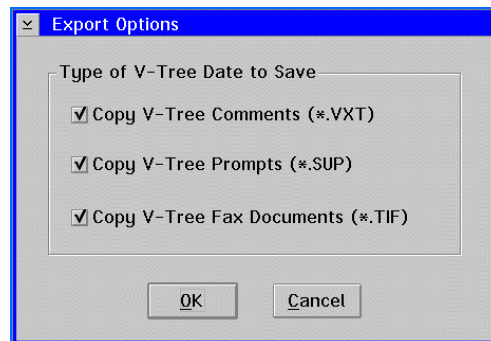 Export Options
Type of V-Tree Date to Save
Copy V-Tree Comments (*.VXT)
Copy V-Tree Prompts (*.SUP)
Copy V-Tree Fax Documents (*.TIF)
OK Cancel